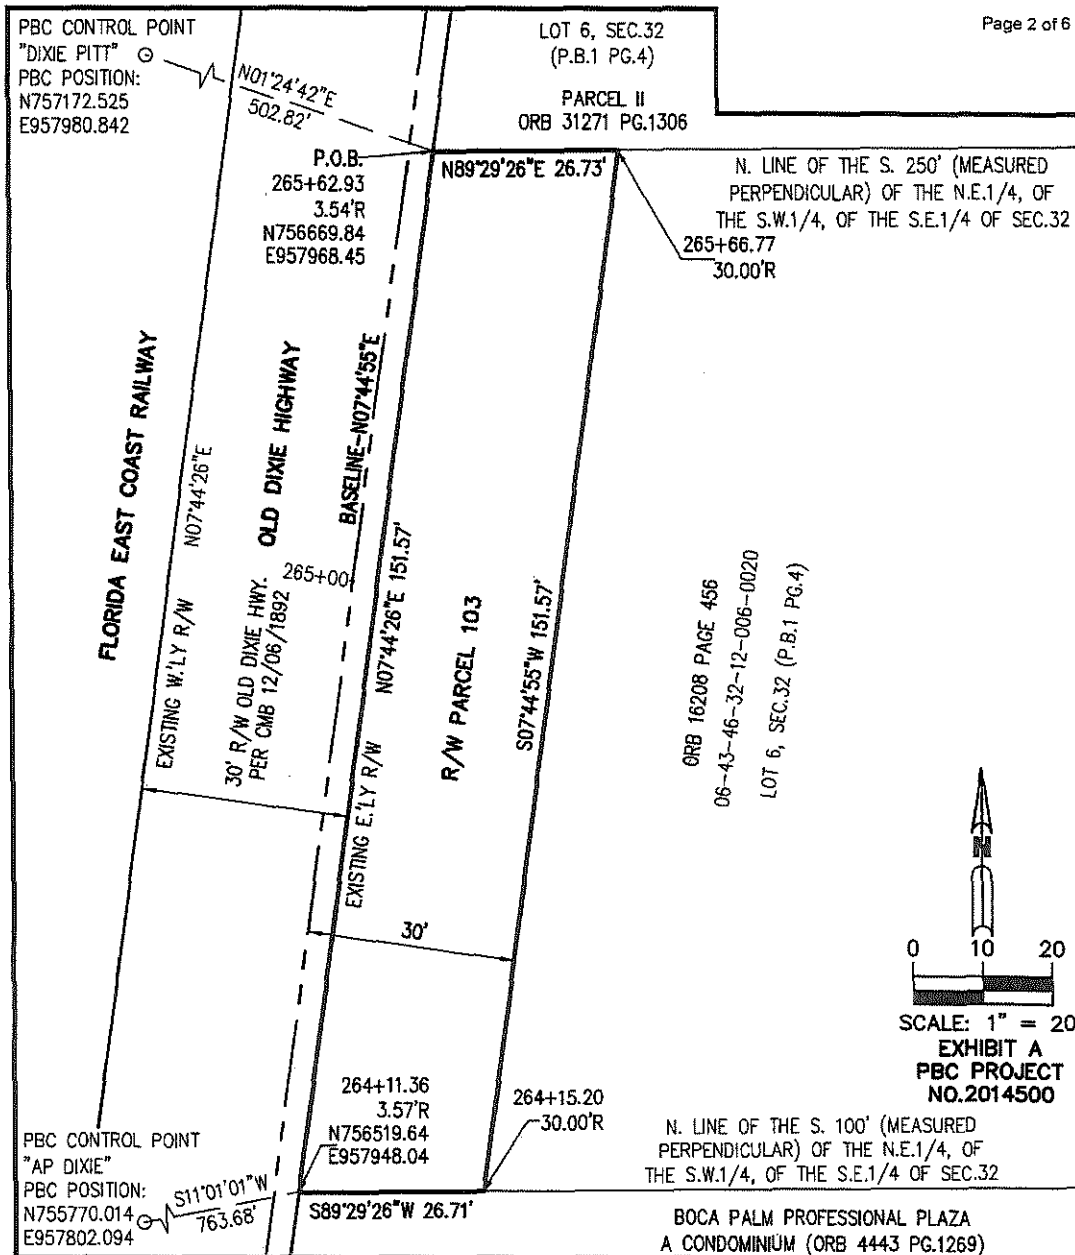 PBC CONTROL POINT
"DIXIE PITT"
PBC POSITION:
N757172.525
E957980.842
N01°24'42"E
502.82'
LOT 6, SEC.32
(P.B.1 PG.4)
PARCEL II
ORB 31271 PG.1306
Page 2 of 6
P.O.B.
265+62.93
3.54'R
N756669.84
E957968.45
N89°29'26"E 26.73'
N. LINE OF THE S. 250' (MEASURED
PERPENDICULAR) OF THE N.E.1/4, OF
THE S.W.1/4, OF THE S.E.1/4 OF SEC.32
265+66.77
30.00'R
FLORIDA EAST COAST RAILWAY
EXISTING W.'LY R/W
N07°44'26"E
OLD DIXIE HIGHWAY
30' R/W OLD DIXIE HWY.
PER CMB 12/06/1892
265+00
BASELINE-N07°44'55"E
EXISTING E.'LY R/W
N07°44'26"E 151.57'
R/W PARCEL 103
S07°44'55"W 151.57'
ORB 16208 PAGE 456
06-43-46-32-12-006-0020
LOT 6, SEC.32 (P.B.1 PG.4)
30'
N
0 10 20
SCALE: 1" = 20
EXHIBIT A
PBC PROJECT
NO.2014500
264+11.36
3.57'R
N756519.64
E957948.04
264+15.20
30.00'R
N. LINE OF THE S. 100' (MEASURED
PERPENDICULAR) OF THE N.E.1/4, OF
THE S.W.1/4, OF THE S.E.1/4 OF SEC.32
PBC CONTROL POINT
"AP DIXIE"
PBC POSITION:
N755770.014
E957802.094
S11°01'01"W
763.68'
S89°29'26"W 26.71'
BOCA PALM PROFESSIONAL PLAZA
A CONDOMINIUM (ORB 4443 PG.1269)